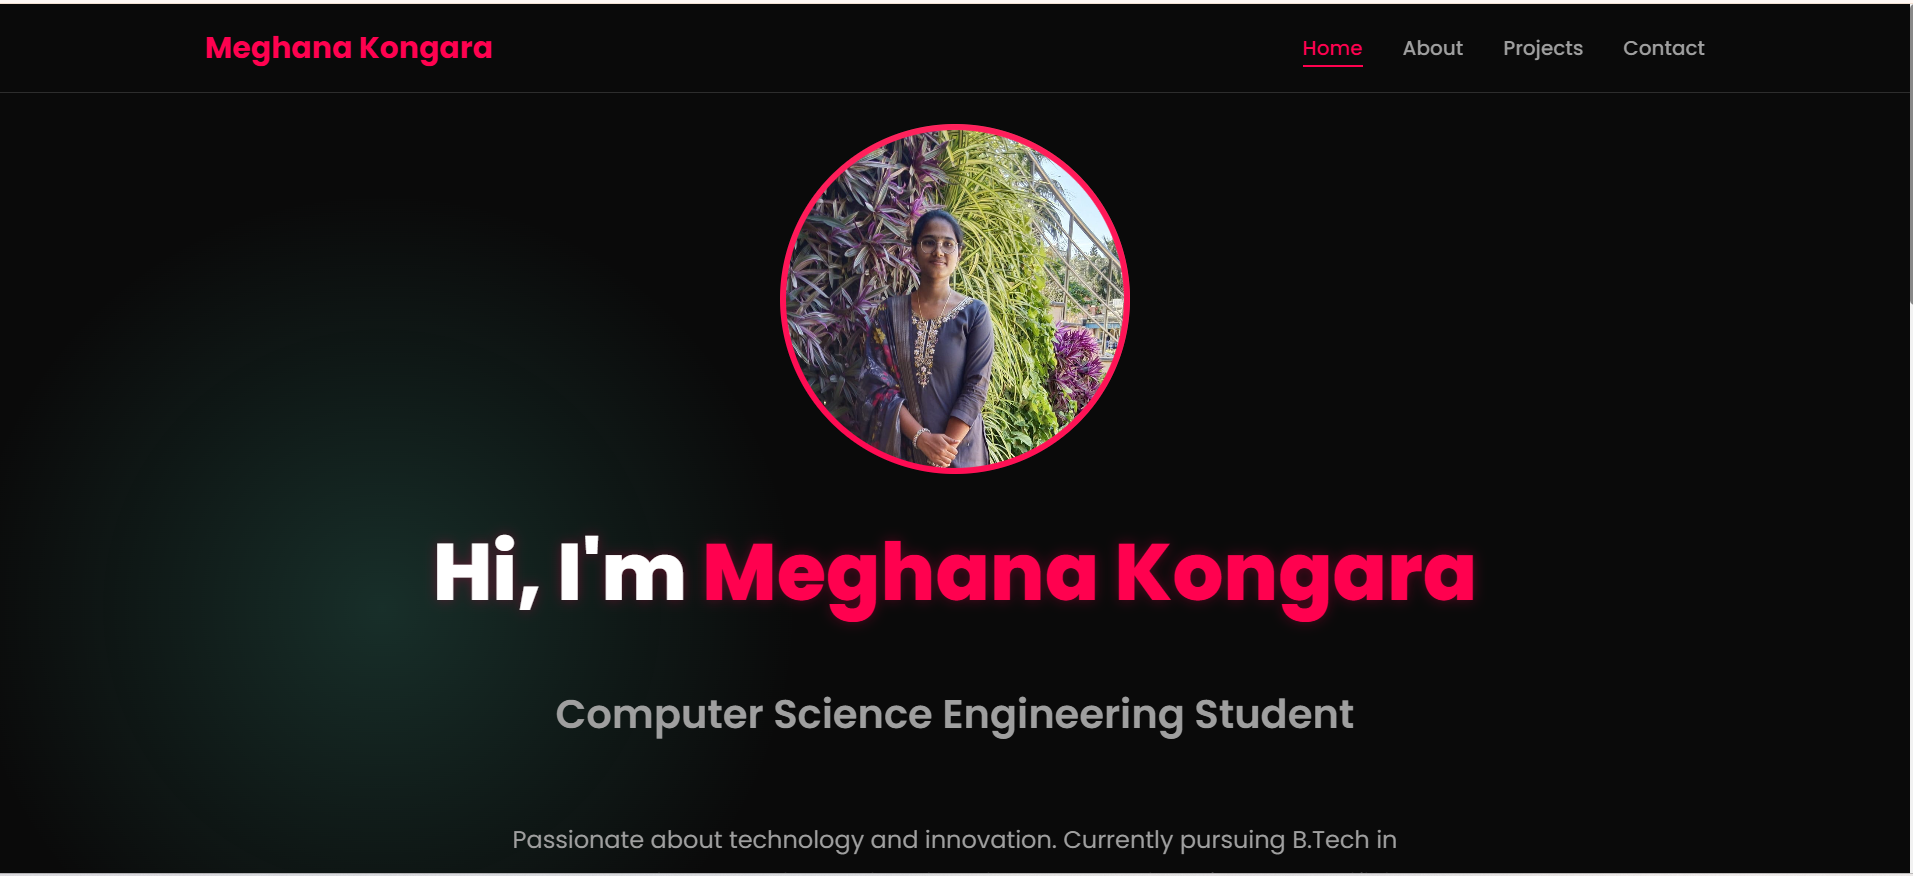 Meghana Kongara
Home About Projects Contact
Hi, I'm Meghana Kongara
Computer Science Engineering Student
Passionate about technology and innovation. Currently pursuing B.Tech in